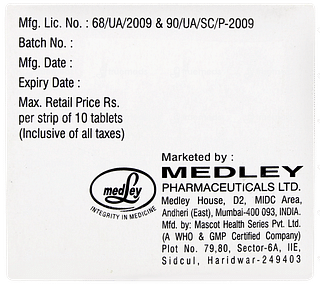 Mfg. Lic. No. : 68/UA/2009 & 90/UA/SC/P-2009
Batch No. :
Mfg. Date :
Expiry Date :
Max. Retail Price Rs.
per strip of 10 tablets
(Inclusive of all taxes)
medley
INTEGRITY IN MEDICINE
Marketed by :
MEDLEY
PHARMACEUTICALS LTD.
Medley House, D2, MIDC Area,
Andheri (East), Mumbai-400 093, INDIA.
Mfd. by: Mascot Health Series Pvt. Ltd.
(A WHO & GMP Certified Company)
Plot No. 79,80, Sector-6A, IIE,
Sidcul, Haridwar-249403